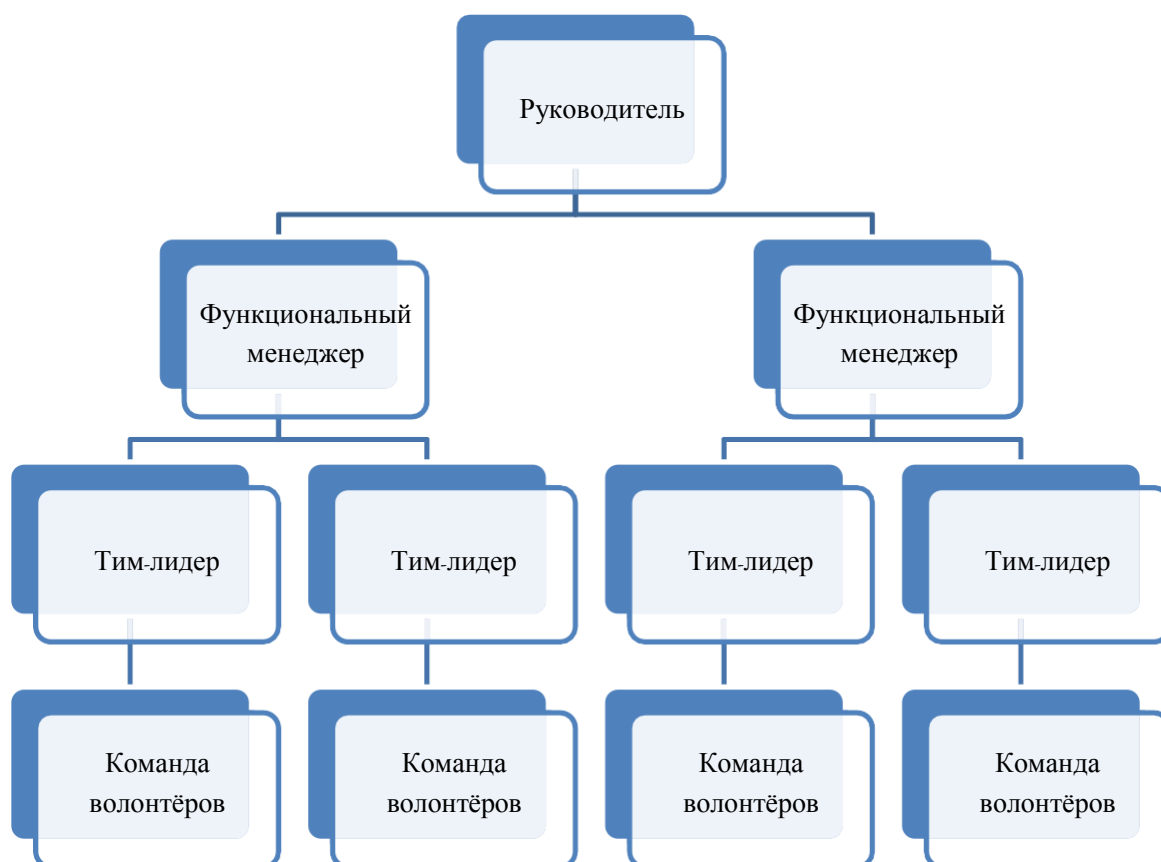 Руководитель
Функциональный
менеджер
Функциональный
менеджер
Тим-лидер
Тим-лидер
Тим-лидер
Тим-лидер
Команда
волонтёров
Команда
волонтёров
Команда
волонтёров
Команда
волонтёров